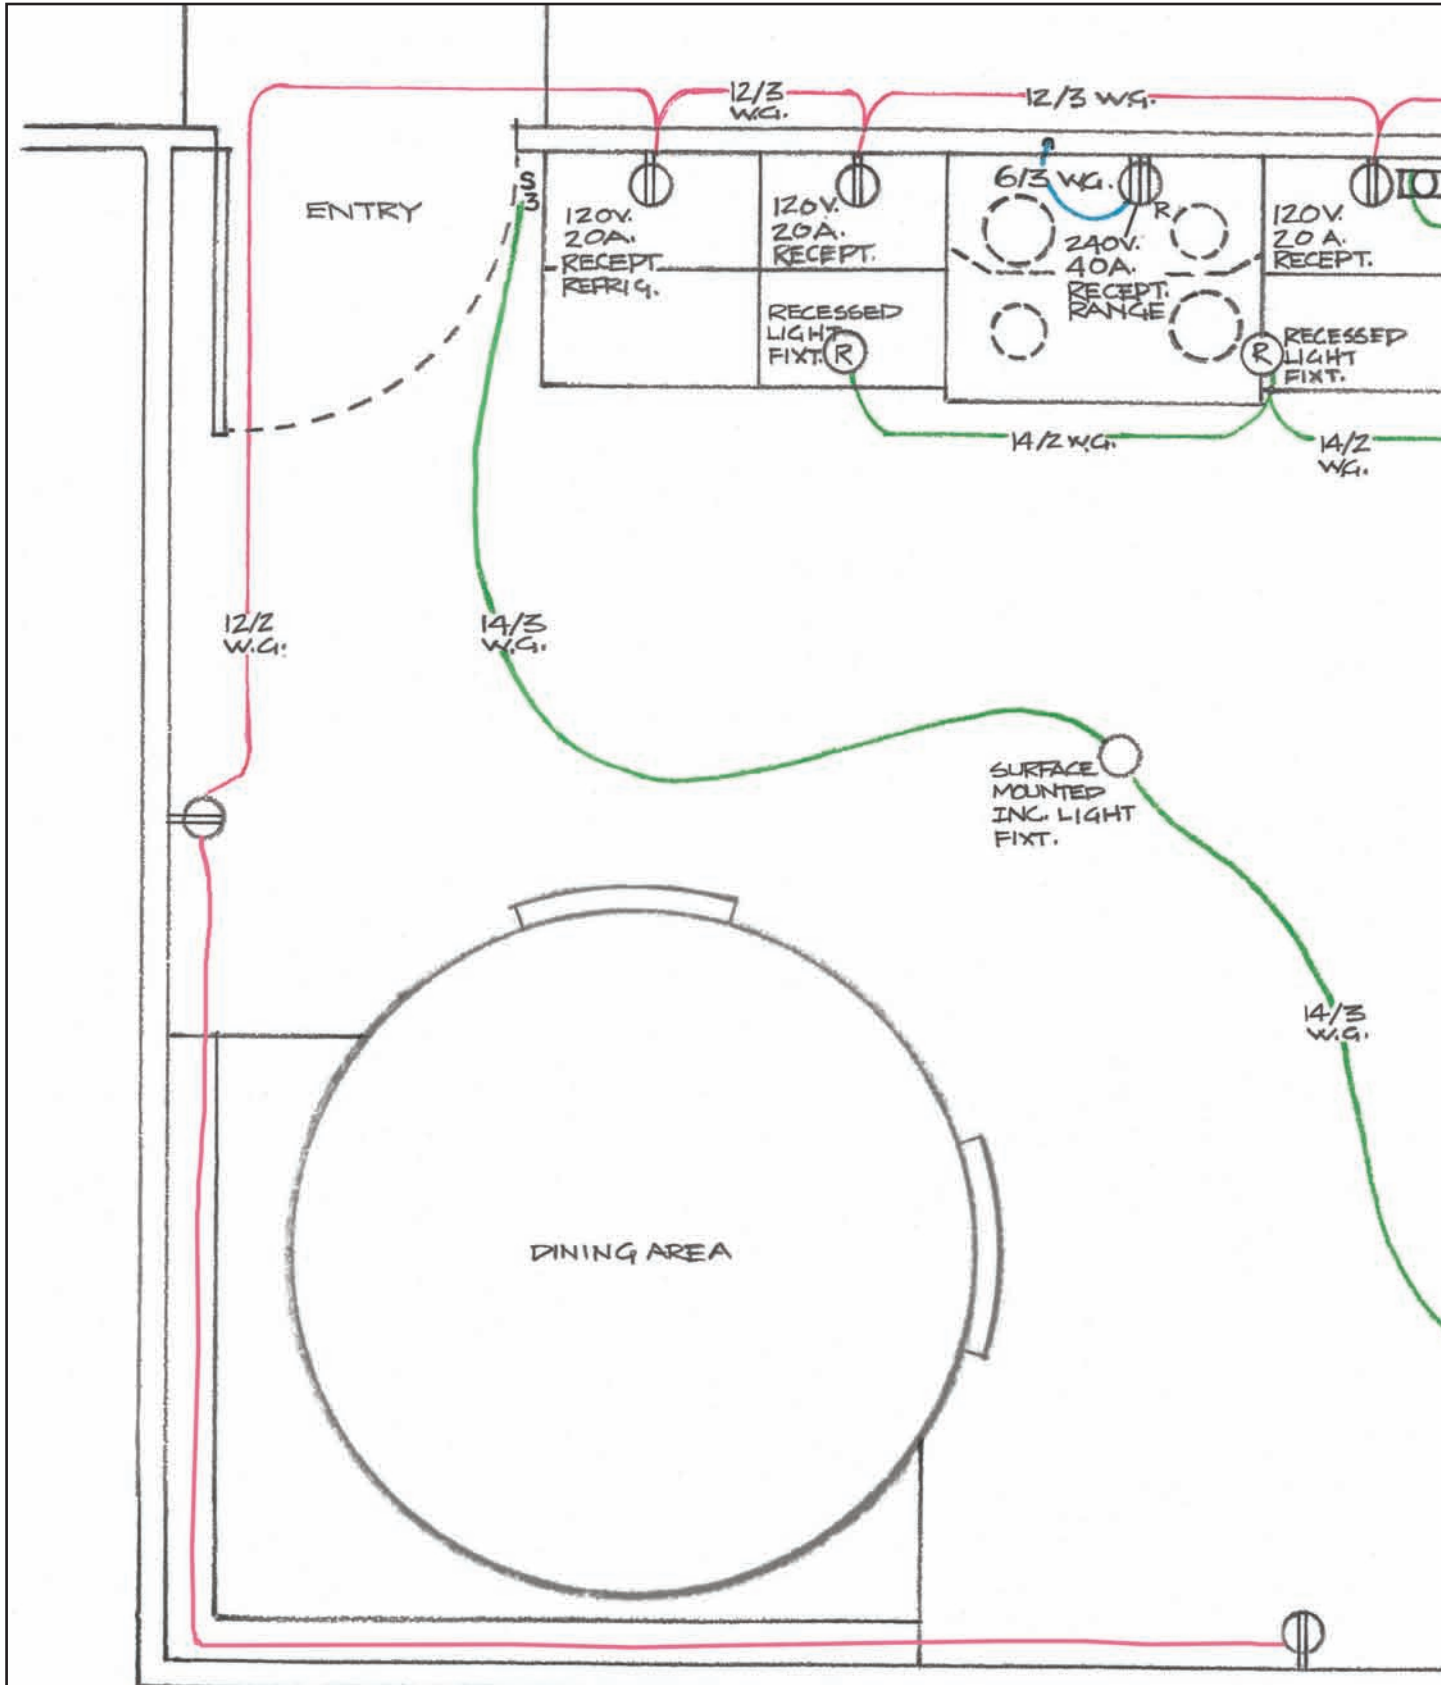 12/3
W.G.
12/3 W.G.
ENTRY
S
3
120V.
20A.
RECEPT.
REFRIG.
120V.
20A.
RECEPT.
6/3 W.G.
R
240V.
40A.
RECEPT.
RANGE
120V.
20 A.
RECEPT.
RECESSED
LIGHT
FIXT.
R
R
RECESSED
LIGHT
FIXT.
14/2 W.G.
14/2
W.G.
12/2
W.G.
14/3
W.G.
SURFACE
MOUNTED
INC. LIGHT
FIXT.
14/3
W.G.
DINING AREA